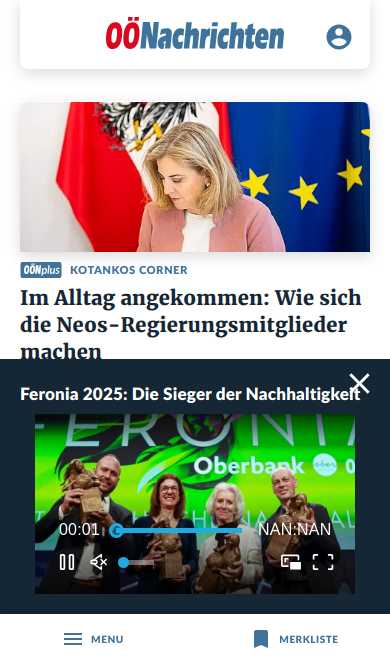 OÖNachrichten
OÖNplus KOTANKOS CORNER
Im Alltag angekommen: Wie sich
die Neos-Regierungsmitglieder
machen
Feronia 2025: Die Sieger der Nachhaltigkeit
FERONIA
Oberbank
00:01
NAN:NAN
MENU
MERKLISTE